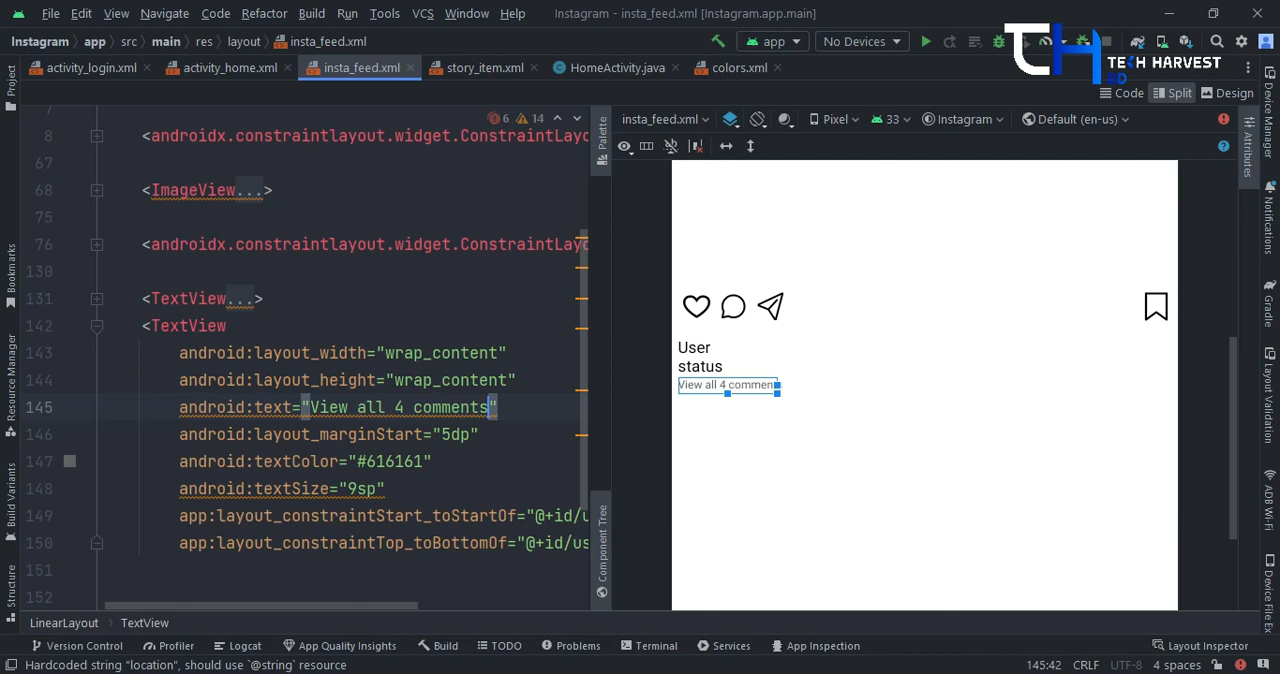 File Edit View Navigate Code Refactor Build Run Tools VCS Window Help Instagram - insta_feed.xml [Instagram.app.main]
Instagram app src main res layout insta_feed.xml app No Devices
TECH HARVEST
BD
activity_login.xml activity_home.xml insta_feed.xml story_item.xml HomeActivity.java colors.xml
Code Split Design
insta_feed.xml Pixel 33 Instagram Default (en-us)
6 14
7
8 <androidx.constraintlayout.widget.ConstraintLayo
67
68 <ImageView...>
75
76 <androidx.constraintlayout.widget.ConstraintLayo
130
131 <TextView...>
142 <TextView
143 android:layout_width="wrap_content"
144 android:layout_height="wrap_content"
145 android:text="View all 4 comments"
146 android:layout_marginStart="5dp"
147 android:textColor="#616161"
148 android:textSize="9sp"
149 app:layout_constraintStart_toStartOf="@+id/us
150 app:layout_constraintTop_toBottomOf="@+id/us
151
152
User
status
View all 4 commen
Project
Bookmarks
Resource Manager
Build Variants
Structure
Palette
Component Tree
Attributes
Device Manager
Notifications
Gradle
Layout Validation
ADB Wi-Fi
Device File Ex
LinearLayout TextView
Version Control Profiler Logcat App Quality Insights Build TODO Problems Terminal Services App Inspection Layout Inspector
Hardcoded string "location", should use `@string` resource 145:42 CRLF UTF-8 4 spaces